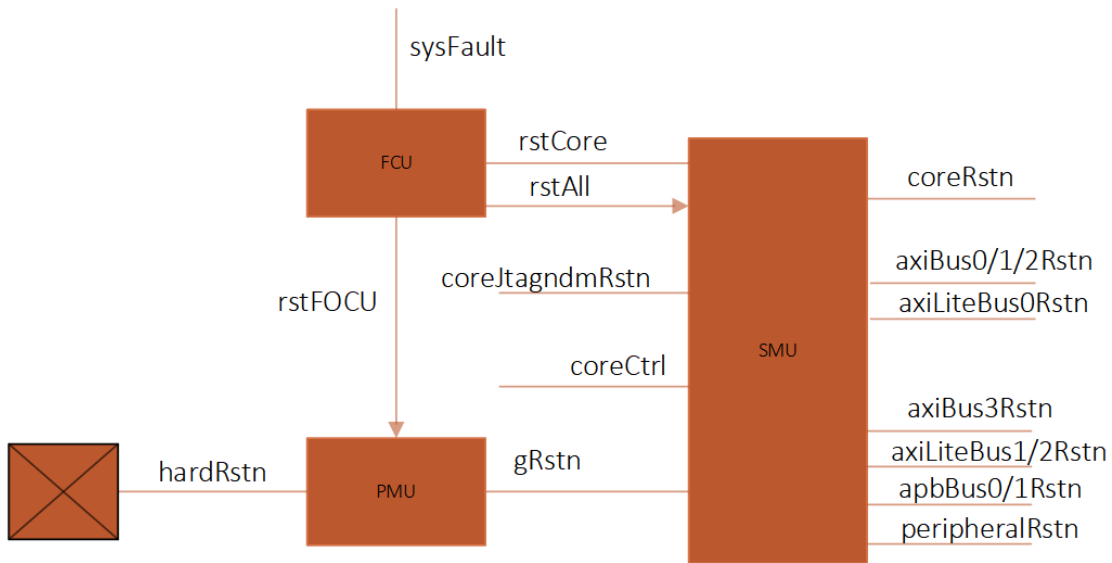 sysFault
FCU
rstCore
rstAll
coreRstn
coreJtagndmRstn
axiBus0/1/2Rstn
rstFOCU
axiLiteBus0Rstn
SMU
coreCtrl
axiBus3Rstn
axiLiteBus1/2Rstn
hardRstn
PMU
gRstn
apbBus0/1Rstn
peripheralRstn